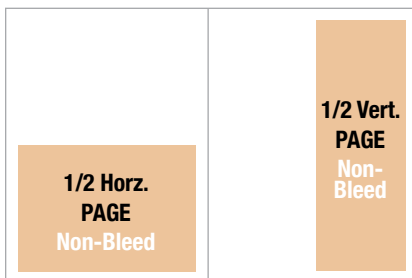 1/2 Horz.
PAGE
Non-Bleed
1/2 Vert.
PAGE
Non-
Bleed